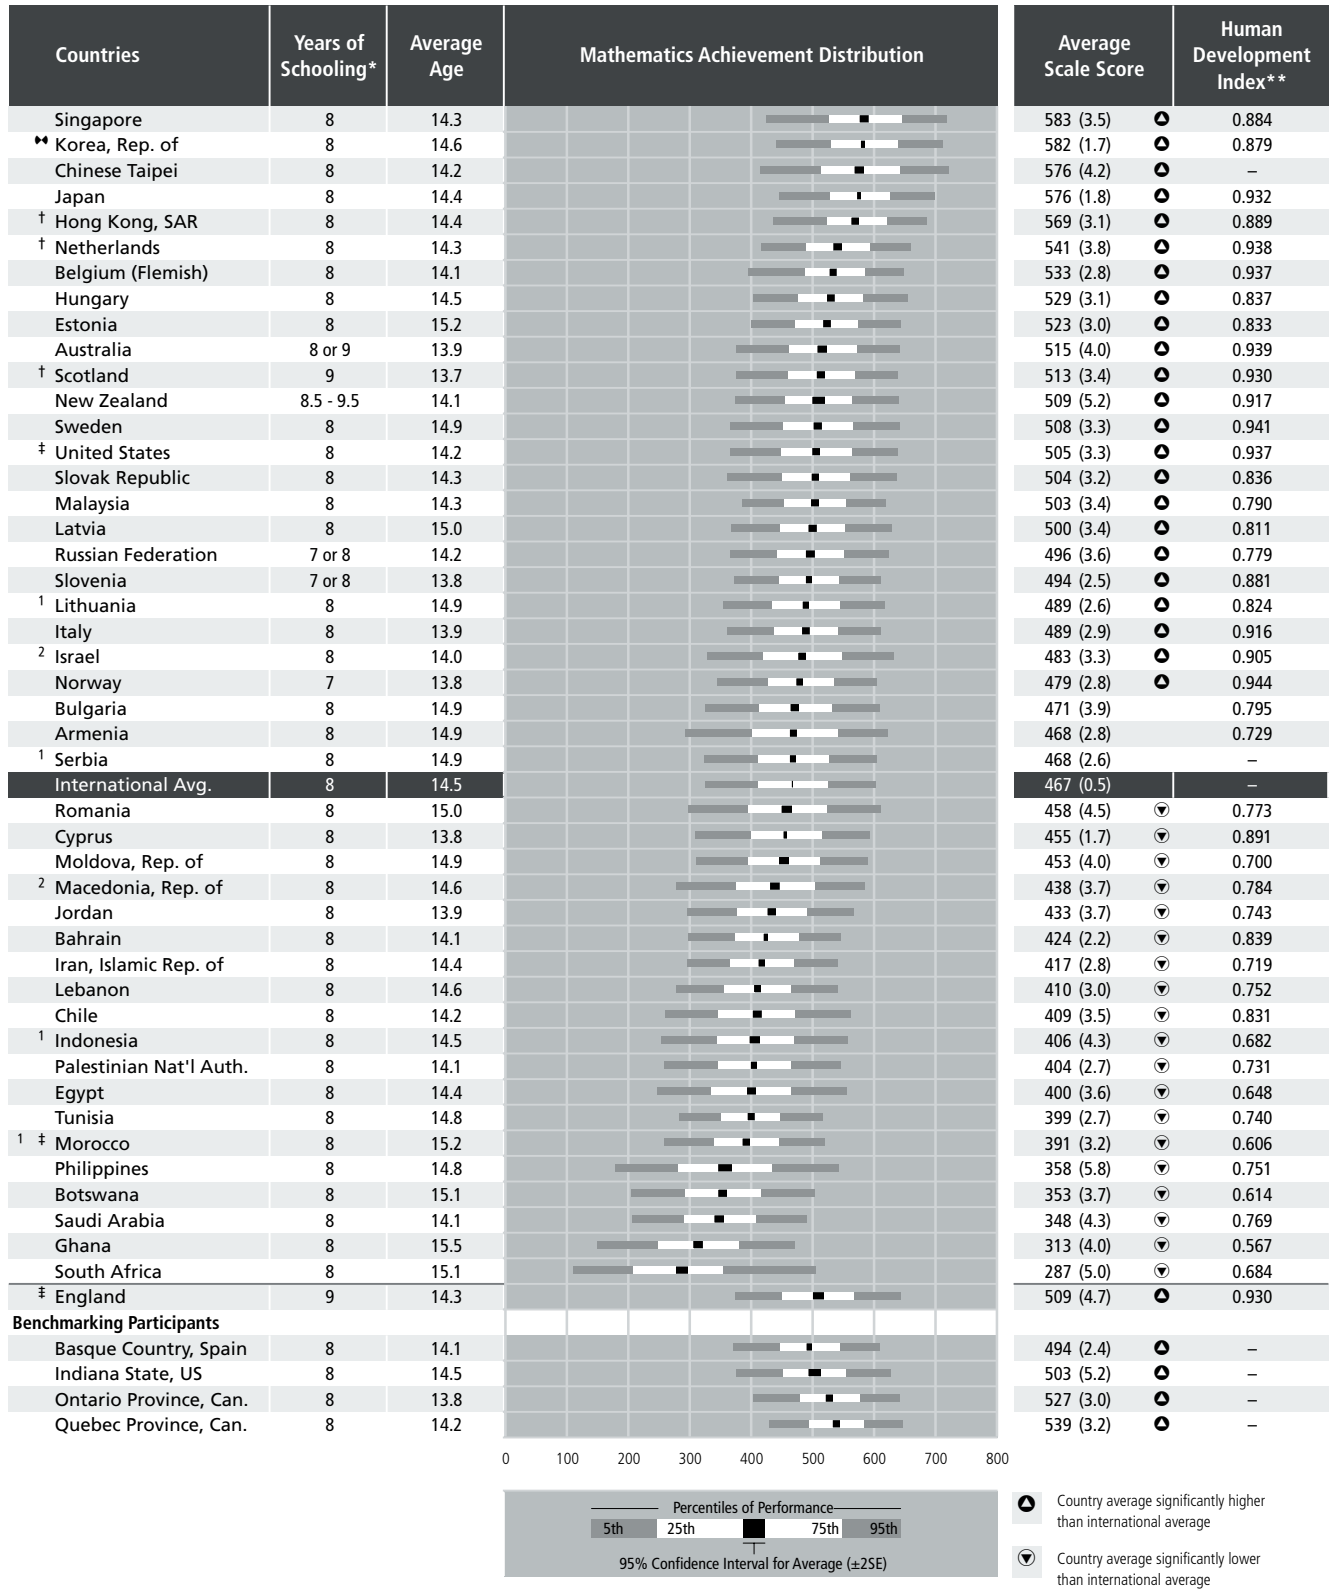 Countries Years of Schooling* Average Age Mathematics Achievement Distribution Average Scale Score Human Development Index**
Singapore 8 14.3 583 (3.5) 0.884
Korea, Rep. of 8 14.6 582 (1.7) 0.879
Chinese Taipei 8 14.2 576 (4.2) –
Japan 8 14.4 576 (1.8) 0.932
† Hong Kong, SAR 8 14.4 569 (3.1) 0.889
† Netherlands 8 14.3 541 (3.8) 0.938
Belgium (Flemish) 8 14.1 533 (2.8) 0.937
Hungary 8 14.5 529 (3.1) 0.837
Estonia 8 15.2 523 (3.0) 0.833
Australia 8 or 9 13.9 515 (4.0) 0.939
† Scotland 9 13.7 513 (3.4) 0.930
New Zealand 8.5 - 9.5 14.1 509 (5.2) 0.917
Sweden 8 14.9 508 (3.3) 0.941
‡ United States 8 14.2 505 (3.3) 0.937
Slovak Republic 8 14.3 504 (3.2) 0.836
Malaysia 8 14.3 503 (3.4) 0.790
Latvia 8 15.0 500 (3.4) 0.811
Russian Federation 7 or 8 14.2 496 (3.6) 0.779
Slovenia 7 or 8 13.8 494 (2.5) 0.881
1 Lithuania 8 14.9 489 (2.6) 0.824
Italy 8 13.9 489 (2.9) 0.916
2 Israel 8 14.0 483 (3.3) 0.905
Norway 7 13.8 479 (2.8) 0.944
Bulgaria 8 14.9 471 (3.9) 0.795
Armenia 8 14.9 468 (2.8) 0.729
1 Serbia 8 14.9 468 (2.6) –
International Avg. 8 14.5 467 (0.5) –
Romania 8 15.0 458 (4.5) 0.773
Cyprus 8 13.8 455 (1.7) 0.891
Moldova, Rep. of 8 14.9 453 (4.0) 0.700
2 Macedonia, Rep. of 8 14.6 438 (3.7) 0.784
Jordan 8 13.9 433 (3.7) 0.743
Bahrain 8 14.1 424 (2.2) 0.839
Iran, Islamic Rep. of 8 14.4 417 (2.8) 0.719
Lebanon 8 14.6 410 (3.0) 0.752
Chile 8 14.2 409 (3.5) 0.831
1 Indonesia 8 14.5 406 (4.3) 0.682
Palestinian Nat'l Auth. 8 14.1 404 (2.7) 0.731
Egypt 8 14.4 400 (3.6) 0.648
Tunisia 8 14.8 399 (2.7) 0.740
1 ‡ Morocco 8 15.2 391 (3.2) 0.606
Philippines 8 14.8 358 (5.8) 0.751
Botswana 8 15.1 353 (3.7) 0.614
Saudi Arabia 8 14.1 348 (4.3) 0.769
Ghana 8 15.5 313 (4.0) 0.567
South Africa 8 15.1 287 (5.0) 0.684
‡ England 9 14.3 509 (4.7) 0.930
Benchmarking Participants
Basque Country, Spain 8 14.1 494 (2.4) –
Indiana State, US 8 14.5 503 (5.2) –
Ontario Province, Can. 8 13.8 527 (3.0) –
Quebec Province, Can. 8 14.2 539 (3.2) –
0 100 200 300 400 500 600 700 800
Percentiles of Performance
5th 25th 75th 95th
95% Confidence Interval for Average (±2SE)
Country average significantly higher
than international average
Country average significantly lower
than international average